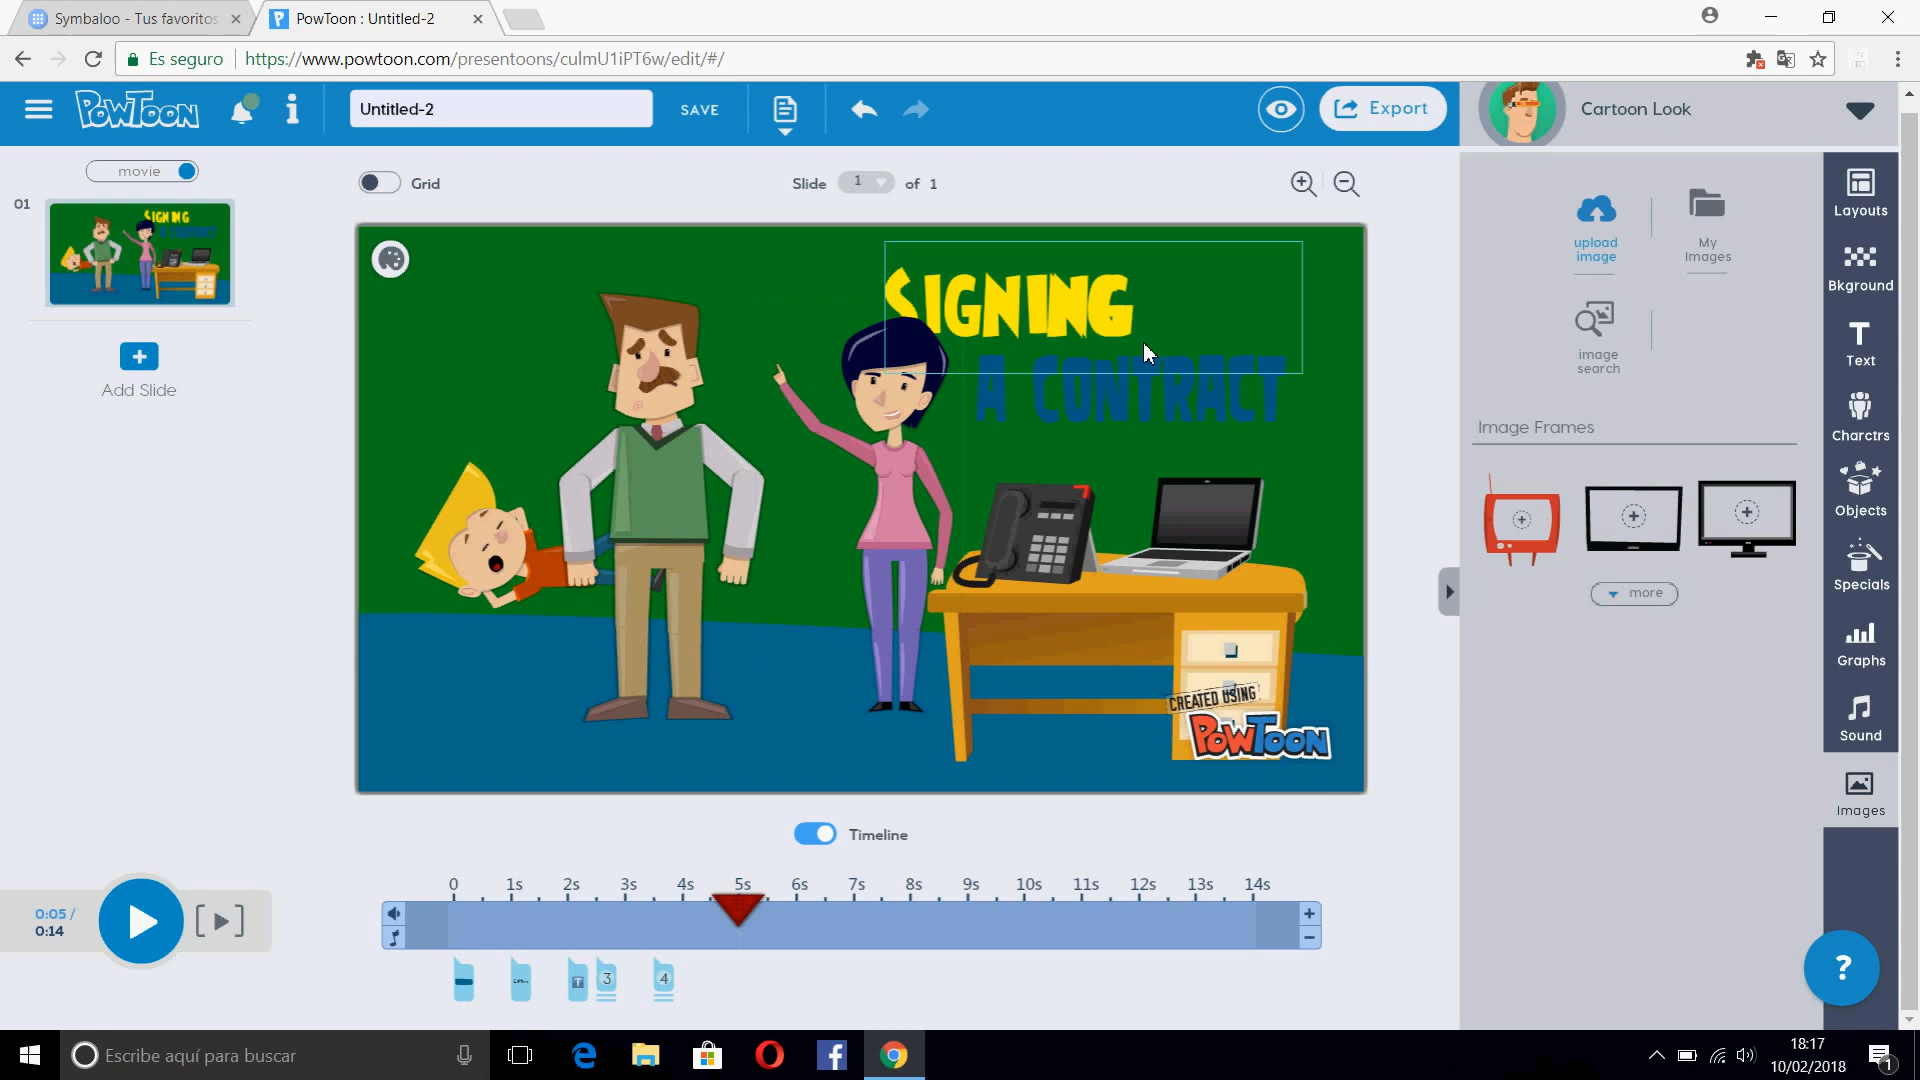 Symbaloo - Tus favoritos
PowToon : Untitled-2
Es seguro
https://www.powtoon.com/presentoons/culmU1iPT6w/edit/#/
POWTOON
Untitled-2
SAVE
Export
Cartoon Look
movie
Grid
Slide 1 of 1
01
SIGNING
A CONTRACT
Add Slide
SIGNING
A CONTRACT
CREATED USING
POWTOON
upload image
My Images
image search
Image Frames
more
Layouts
Bkground
Text
Charctrs
Objects
Specials
Graphs
Sound
Images
Timeline
0 1s 2s 3s 4s 5s 6s 7s 8s 9s 10s 11s 12s 13s 14s
0:05 /
0:14
T 3 4
?
Escribe aquí para buscar
18:17
10/02/2018
1